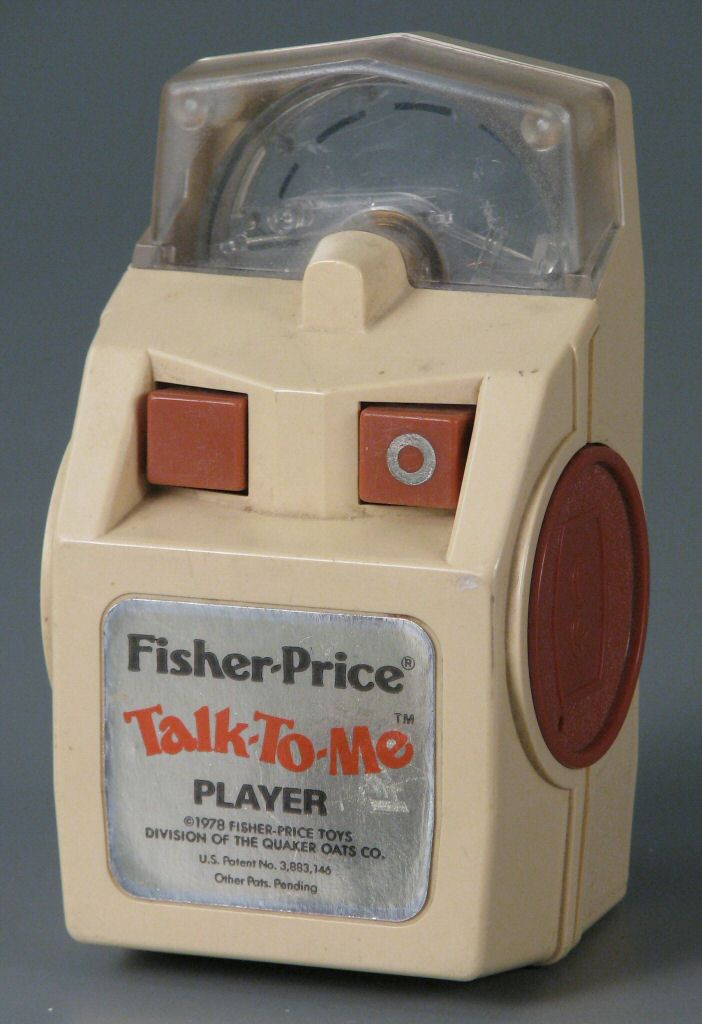 Fisher-Price®
Talk-To-Me™
PLAYER
©1978 FISHER-PRICE TOYS
DIVISION OF THE QUAKER OATS CO.
U.S. Patent No. 3,883,146
Other Pats. Pending